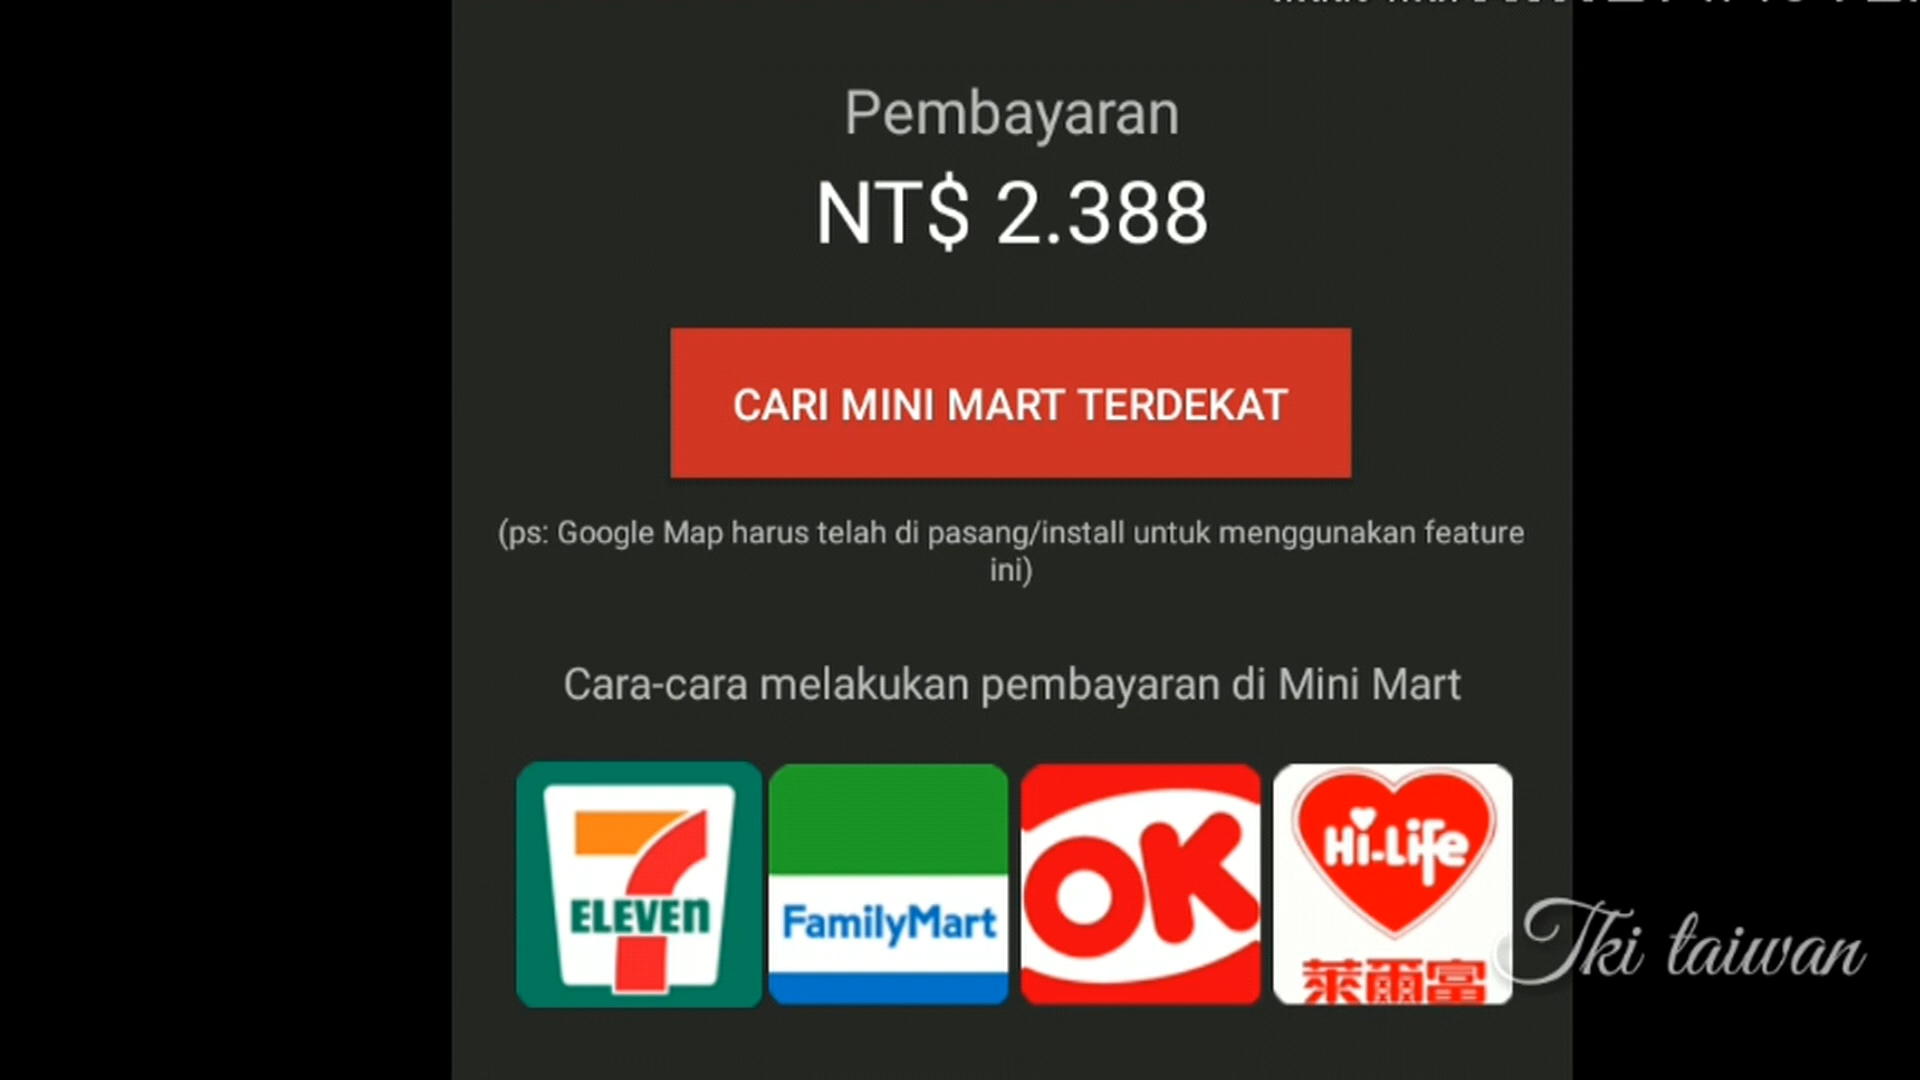 Pembayaran
NT$ 2.388
CARI MINI MART TERDEKAT
(ps: Google Map harus telah di pasang/install untuk menggunakan feature
ini)
Cara-cara melakukan pembayaran di Mini Mart
7
ELEVEN
FamilyMart
OK
Hi-Life
萊爾富
Tki taiwan